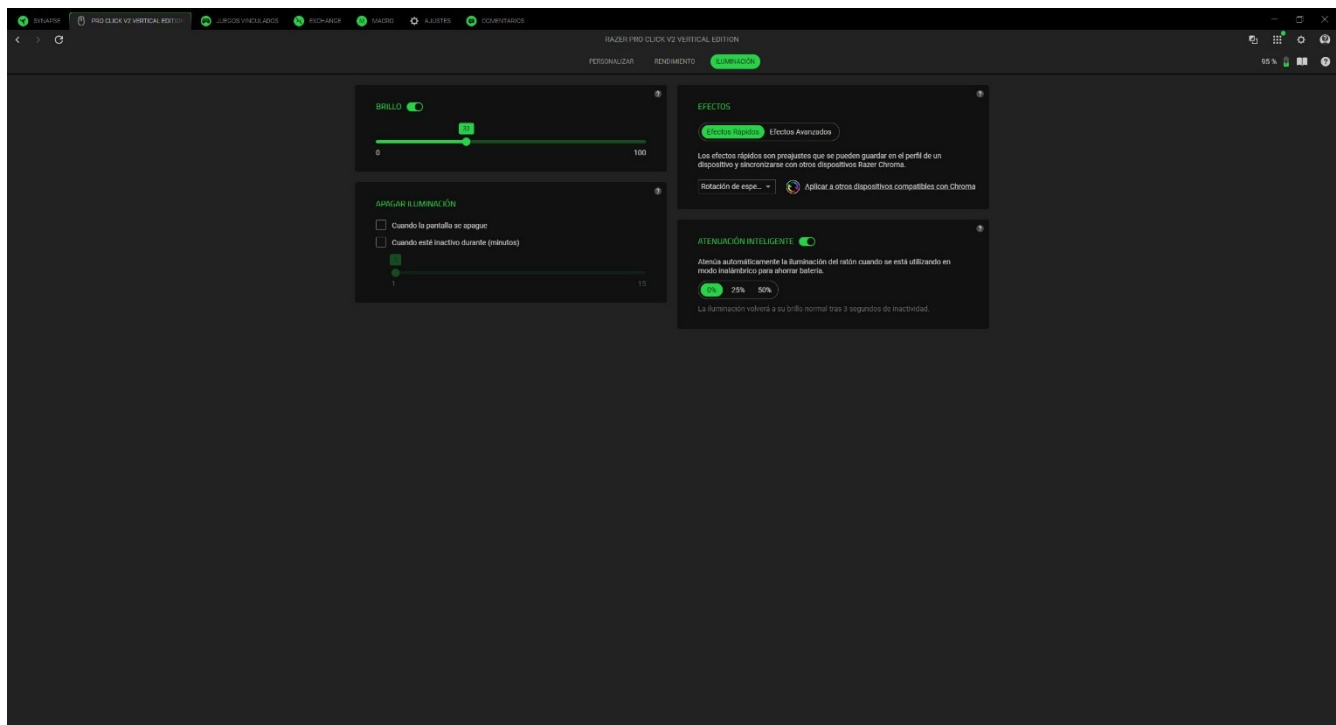 SYNAPSE
PRO CLICK V2 VERTICAL EDITION
JUEGOS VINCULADOS
EXCHANGE
MACRO
AJUSTES
COMENTARIOS
RAZER PRO CLICK V2 VERTICAL EDITION
PERSONALIZAR
RENDIMIENTO
ILUMINACIÓN
95 %
BRILLO
33
0
100
APAGAR ILUMINACIÓN
Cuando la pantalla se apague
Cuando esté inactivo durante (minutos)
1
15
EFECTOS
Efectos Rápidos
Efectos Avanzados
Los efectos rápidos son preajustes que se pueden guardar en el perfil de un
dispositivo y sincronizarse con otros dispositivos Razer Chroma.
Rotación de espe...
Aplicar a otros dispositivos compatibles con Chroma
ATENUACIÓN INTELIGENTE
Atenúa automáticamente la iluminación del ratón cuando se está utilizando en
modo inalámbrico para ahorrar batería.
0%
25%
50%
La iluminación volverá a su brillo normal tras 3 segundos de inactividad.